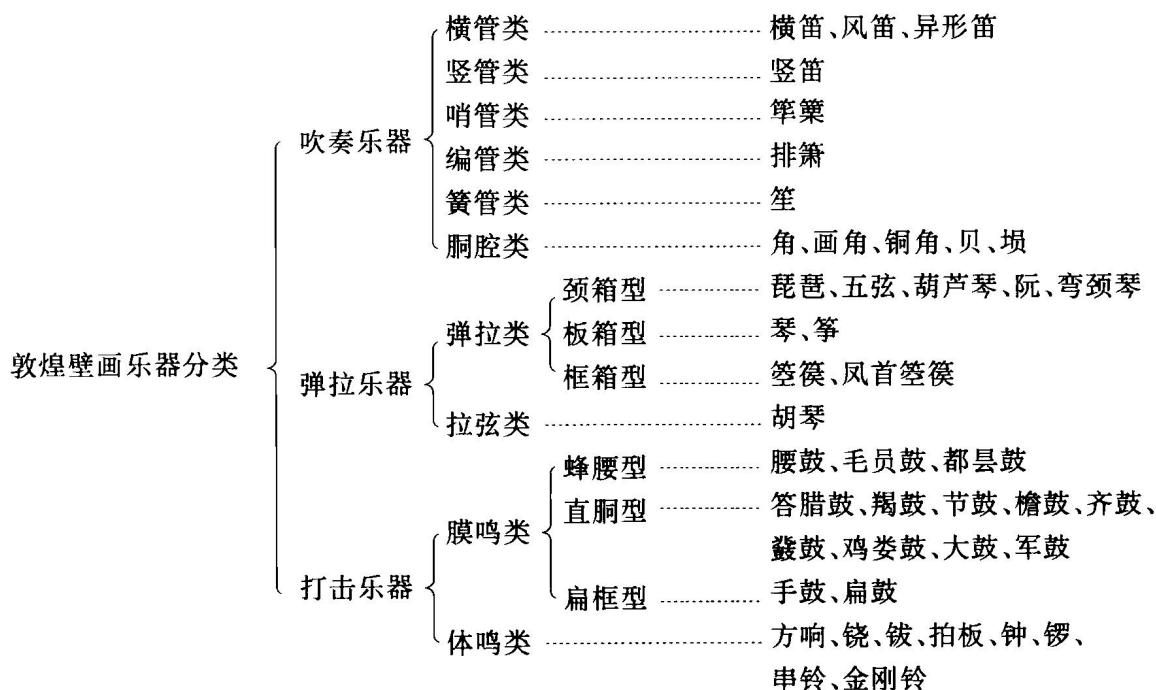 横管类 横笛、风笛、异形笛
竖管类 竖笛
哨管类 筚篥
吹奏乐器
编管类 排箫
簧管类 笙
胴腔类 角、画角、铜角、贝、埙
颈箱型 琵琶、五弦、葫芦琴、阮、弯颈琴
弹拉类 板箱型 琴、筝
敦煌壁画乐器分类
弹拉乐器
框箱型 箜篌、凤首箜篌
拉弦类 胡琴
蜂腰型 腰鼓、毛员鼓、都昙鼓
直胴型 答腊鼓、羯鼓、节鼓、檐鼓、齐鼓、
膜鸣类
鼗鼓、鸡娄鼓、大鼓、军鼓
打击乐器
扁框型 手鼓、扁鼓
体鸣类 方响、铙、钹、拍板、钟、锣、
串铃、金刚铃